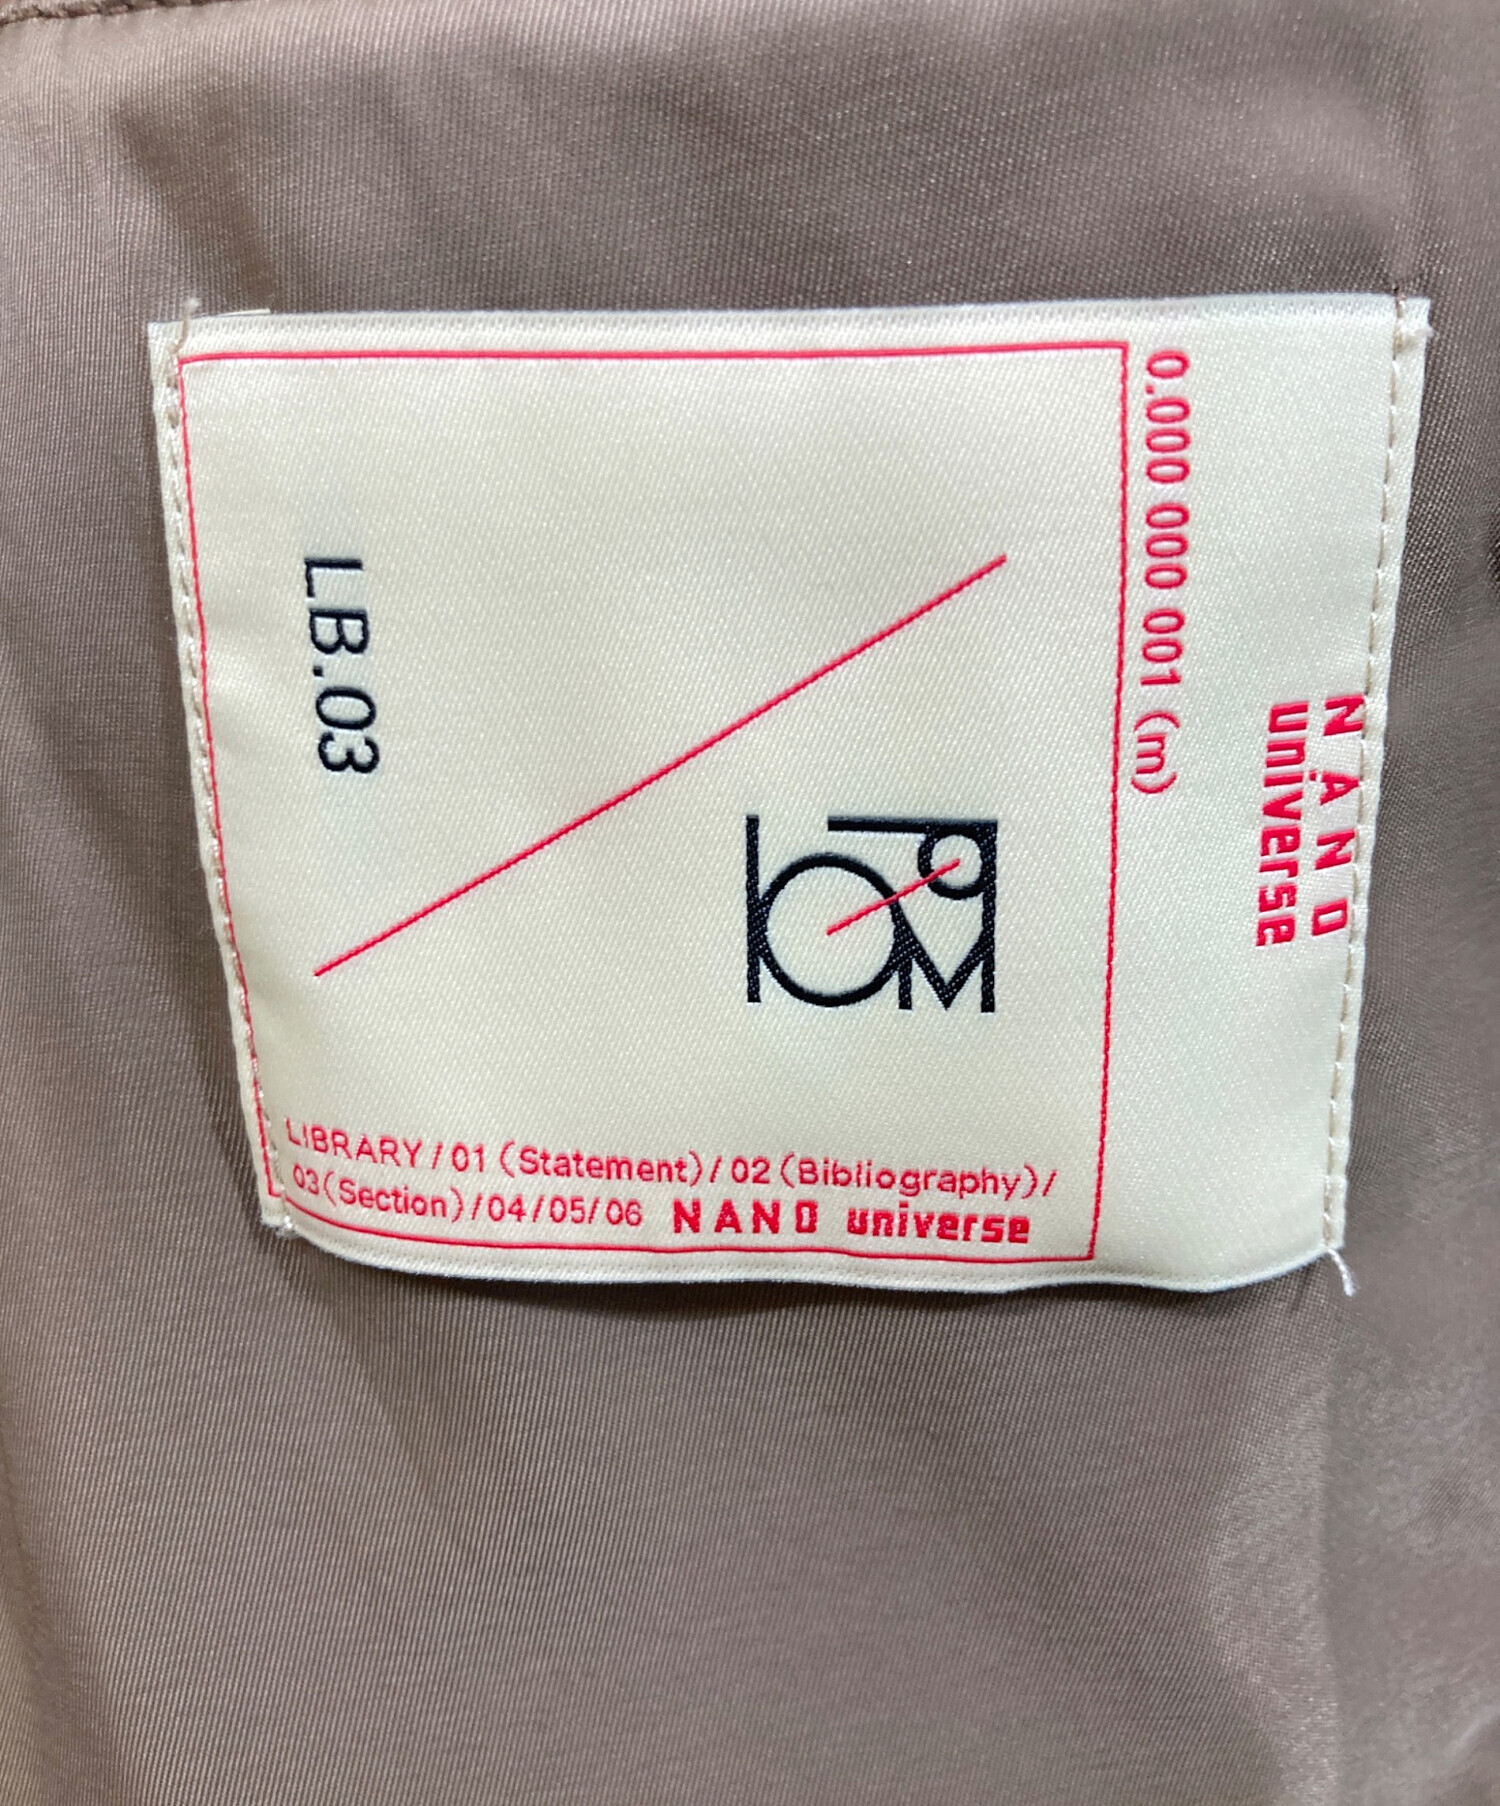 0.000 000 001 (m)
NANO
universe
LB.03
LIBRARY/01 (Statement)/02 (Bibliography)/
03(Section)/04/05/06 NANO universe